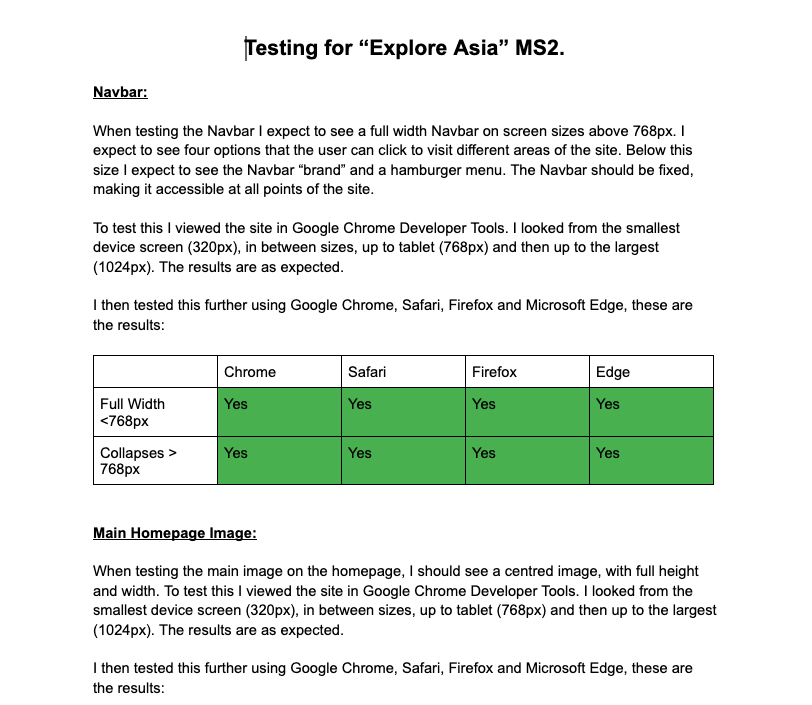 Testing for “Explore Asia” MS2.
Navbar:
When testing the Navbar I expect to see a full width Navbar on screen sizes above 768px. I
expect to see four options that the user can click to visit different areas of the site. Below this
size I expect to see the Navbar “brand” and a hamburger menu. The Navbar should be fixed,
making it accessible at all points of the site.
To test this I viewed the site in Google Chrome Developer Tools. I looked from the smallest
device screen (320px), in between sizes, up to tablet (768px) and then up to the largest
(1024px). The results are as expected.
I then tested this further using Google Chrome, Safari, Firefox and Microsoft Edge, these are
the results:
Chrome Safari Firefox Edge
Full Width Yes Yes Yes Yes
<768px
Collapses > Yes Yes Yes Yes
768px
Main Homepage Image:
When testing the main image on the homepage, I should see a centred image, with full height
and width. To test this I viewed the site in Google Chrome Developer Tools. I looked from the
smallest device screen (320px), in between sizes, up to tablet (768px) and then up to the largest
(1024px). The results are as expected.
I then tested this further using Google Chrome, Safari, Firefox and Microsoft Edge, these are
the results: